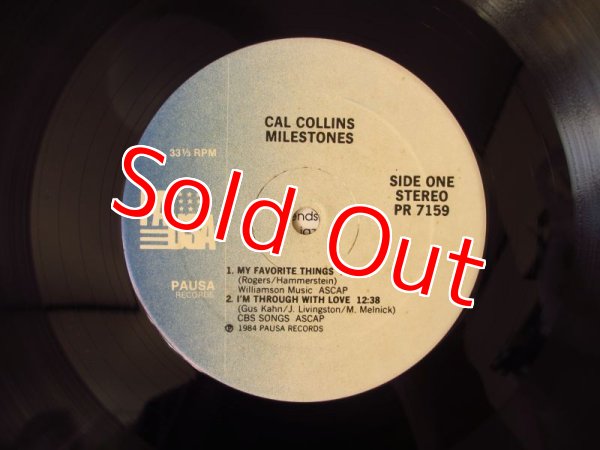 CAL COLLINS
MILESTONES
33⅓ RPM
SIDE ONE
STEREO
PR 7159
Sold Out
PAUSA
RECORDS
1. MY FAVORITE THINGS
(Rogers/Hammerstein)
Williamson Music ASCAP
2. I'M THROUGH WITH LOVE 12:38
(Gus Kahn/J. Livingston/M. Melnick)
CBS SONGS ASCAP
℗ 1984 PAUSA RECORDS